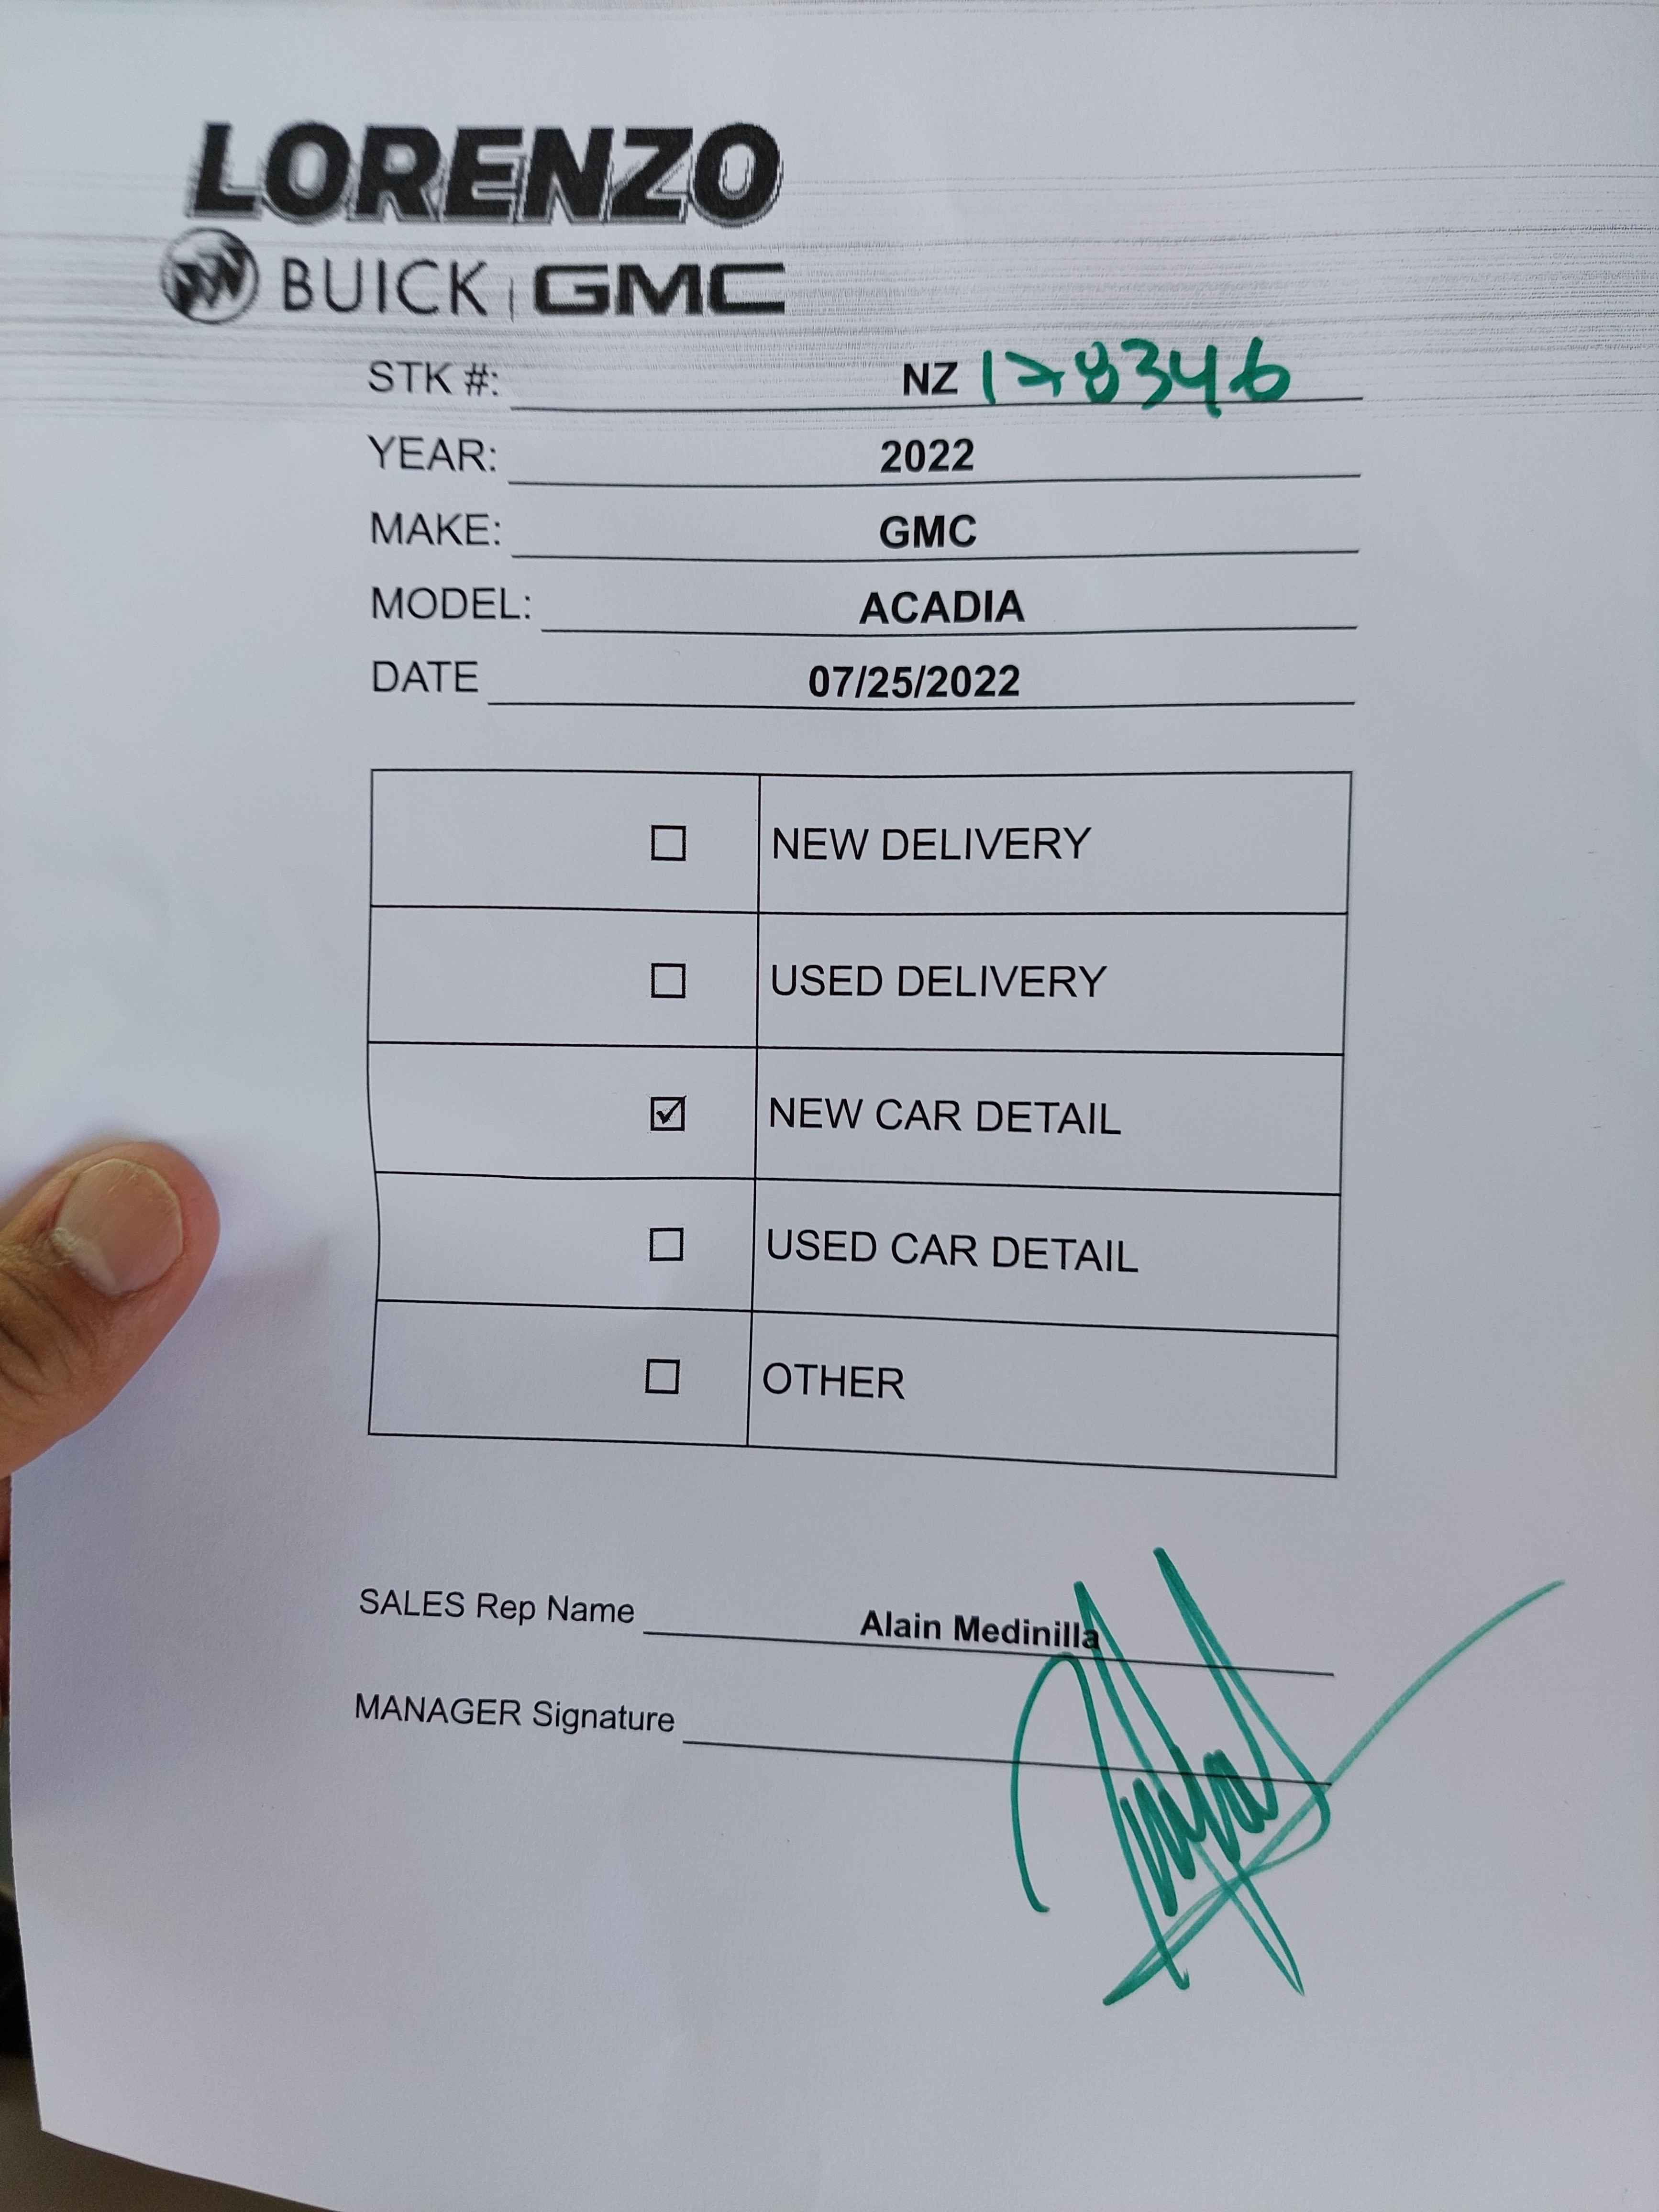 LORENZO
BUICK | GMC
STK #: NZ 178346
YEAR: 2022
MAKE: GMC
MODEL: ACADIA
DATE 07/25/2022
☐ NEW DELIVERY
☐ USED DELIVERY
☑ NEW CAR DETAIL
☐ USED CAR DETAIL
☐ OTHER
SALES Rep Name Alain Medinilla
MANAGER Signature